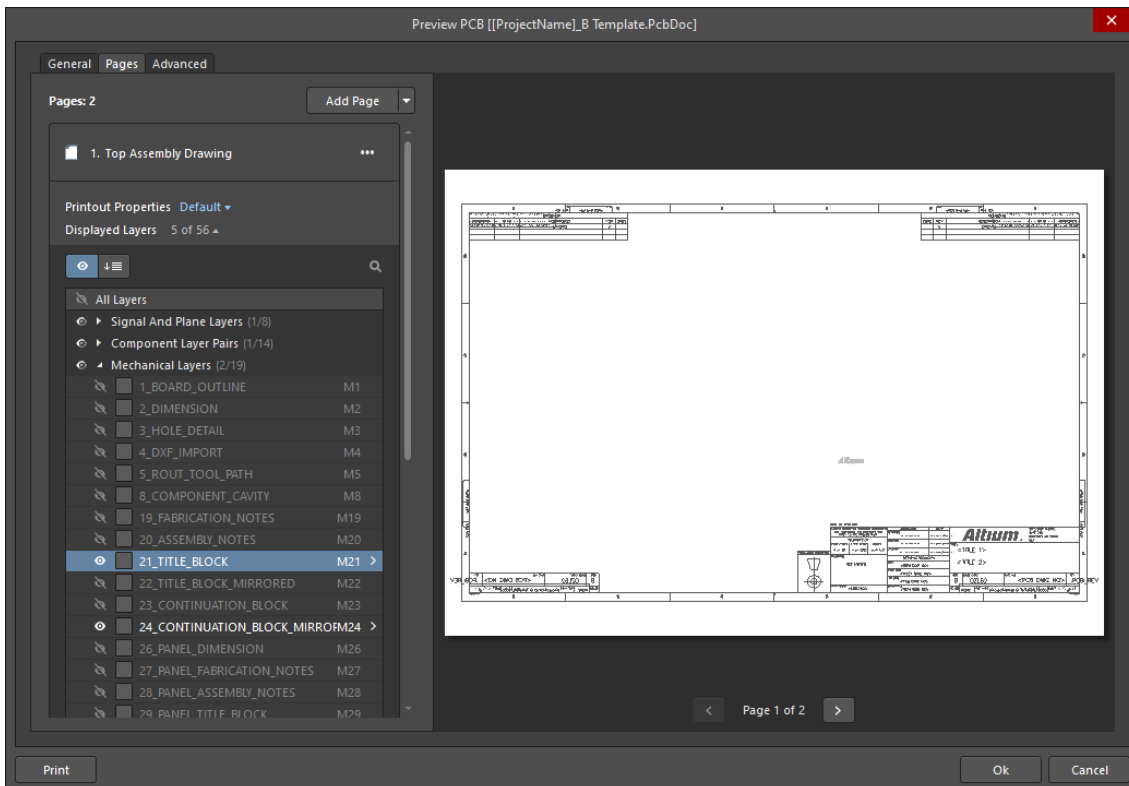 Preview PCB [[ProjectName]_B Template.PcbDoc]
General Pages Advanced
Pages: 2 Add Page
1. Top Assembly Drawing
Printout Properties Default
Displayed Layers 5 of 56
All Layers
Signal And Plane Layers (1/8)
Component Layer Pairs (1/14)
Mechanical Layers (2/19)
1_BOARD_OUTLINE M1
2_DIMENSION M2
3_HOLE_DETAIL M3
4_DXF_IMPORT M4
5_ROUT_TOOL_PATH M5
8_COMPONENT_CAVITY M8
19_FABRICATION_NOTES M19
20_ASSEMBLY_NOTES M20
21_TITLE_BLOCK M21
22_TITLE_BLOCK_MIRRORED M22
23_CONTINUATION_BLOCK M23
24_CONTINUATION_BLOCK_MIRROR M24
26_PANEL_DIMENSION M26
27_PANEL_FABRICATION_NOTES M27
28_PANEL_ASSEMBLY_NOTES M28
29_PANEL_TITLE_BLOCK M29
Altium
Altium
<TITLE 1>
<TITLE 2>
Page 1 of 2
Print Ok Cancel